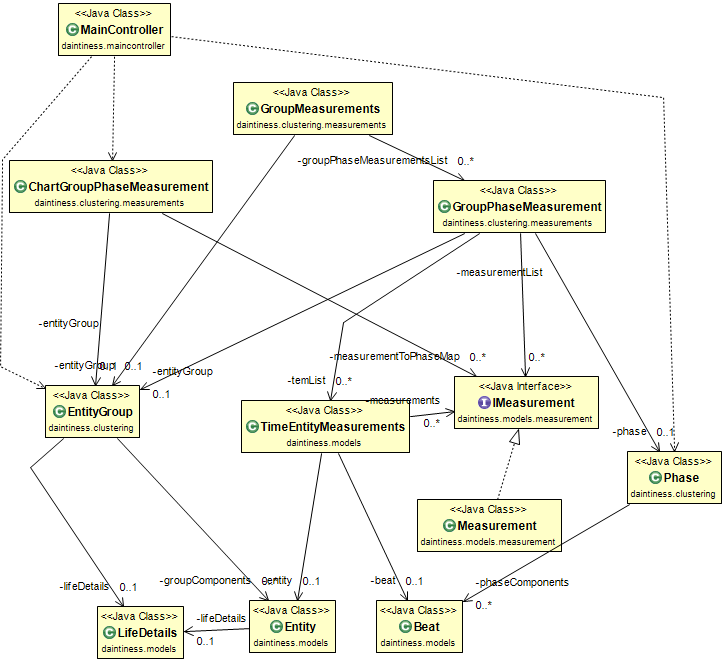 <<Java Class>>
MainController
daintiness.maincontroller
<<Java Class>>
GroupMeasurements
daintiness.clustering.measurements
-groupPhaseMeasurementsList 0..*
<<Java Class>>
ChartGroupPhaseMeasurement
daintiness.clustering.measurements
<<Java Class>>
GroupPhaseMeasurement
daintiness.clustering.measurements
-measurementList
-entityGroup
-measurementToPhaseMap 0..* 0..*
-entityGroup 0..1 0..1 -entityGroup
-temList 0..*
0..1
<<Java Class>>
EntityGroup
daintiness.clustering
-measurements
0..*
<<Java Class>>
TimeEntityMeasurements
daintiness.models
<<Java Interface>>
IMeasurement
daintiness.models.measurement
-phase 0..1
<<Java Class>>
Phase
daintiness.clustering
<<Java Class>>
Measurement
daintiness.models.measurement
-lifeDetails 0..1
-groupComponents 0..* -entity 0..1
-beat 0..1
-phaseComponents
0..*
<<Java Class>>
LifeDetails
daintiness.models
-lifeDetails
0..1
<<Java Class>>
Entity
daintiness.models
<<Java Class>>
Beat
daintiness.models